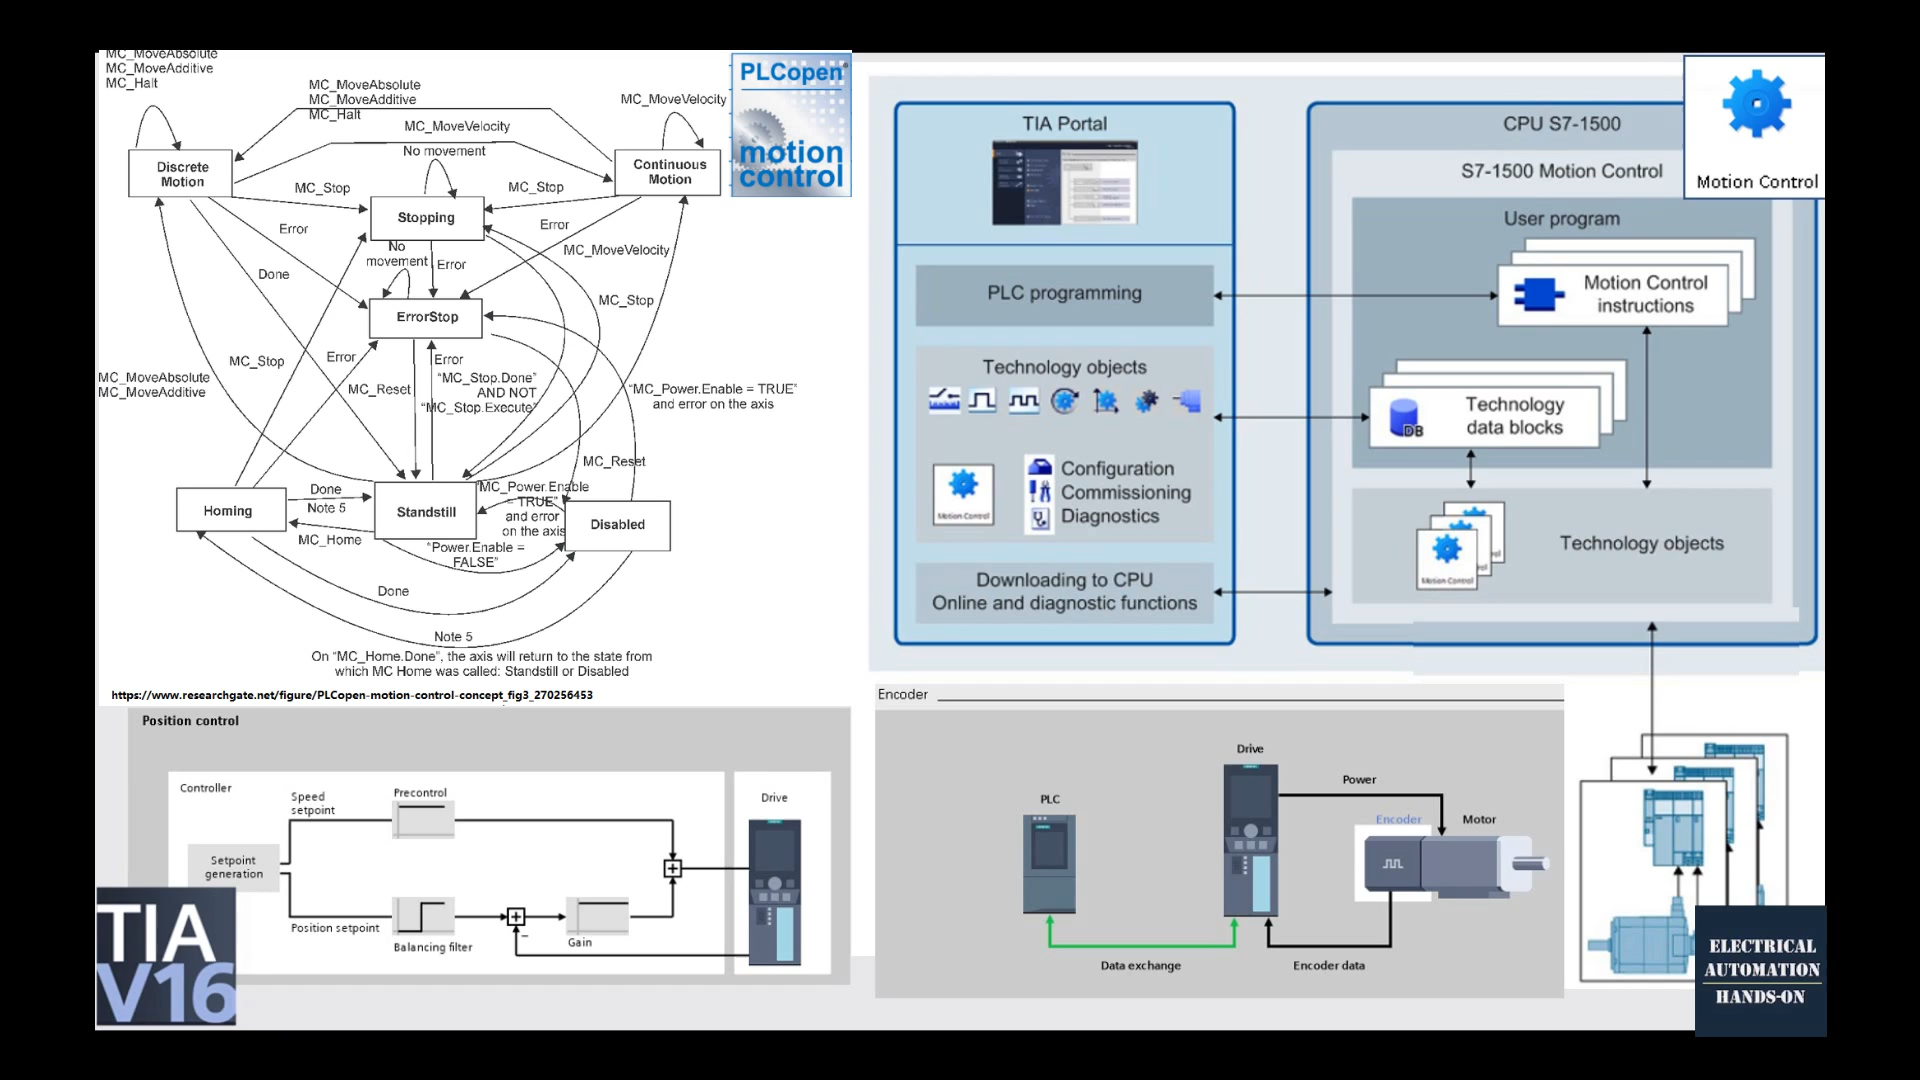 MC_MoveAbsolute
MC_MoveAdditive
MC_Halt
MC_MoveAbsolute
MC_MoveAdditive
MC_Halt
MC_MoveVelocity
MC_MoveVelocity
No movement
Discrete
Motion
Continuous
Motion
MC_Stop
MC_Stop
Stopping
Error
Error
No
movement
Error
MC_MoveVelocity
Done
MC_Stop
ErrorStop
MC_Stop
Error
Error
MC_Reset
"MC_Stop.Done"
AND NOT
"MC_Stop.Execute"
MC_MoveAbsolute
MC_MoveAdditive
"MC_Power.Enable = TRUE"
and error on the axis
MC_Reset
Homing
Done
Note 5
MC_Home
Standstill
"MC_Power.Enable
= TRUE"
and error
on the axis
Disabled
"Power.Enable =
FALSE"
Done
Note 5
On "MC_Home.Done", the axis will return to the state from
which MC Home was called: Standstill or Disabled
https://www.researchgate.net/figure/PLCopen-motion-control-concept_fig3_270256453
PLCopen®
motion
control
TIA Portal
PLC programming
Technology objects
Motion Control
Configuration
Commissioning
Diagnostics
Downloading to CPU
Online and diagnostic functions
CPU S7-1500
S7-1500 Motion Control
User program
Motion Control
instructions
DB
Technology
data blocks
Motion Control
rol
rol
Technology objects
Motion Control
Position control
Controller
Speed
setpoint
Precontrol
Drive
Setpoint
generation
Position setpoint
Balancing filter
Gain
TIA
V16
Encoder
PLC
Drive
Power
Encoder
Motor
Data exchange
Encoder data
ELECTRICAL
AUTOMATION
HANDS-ON